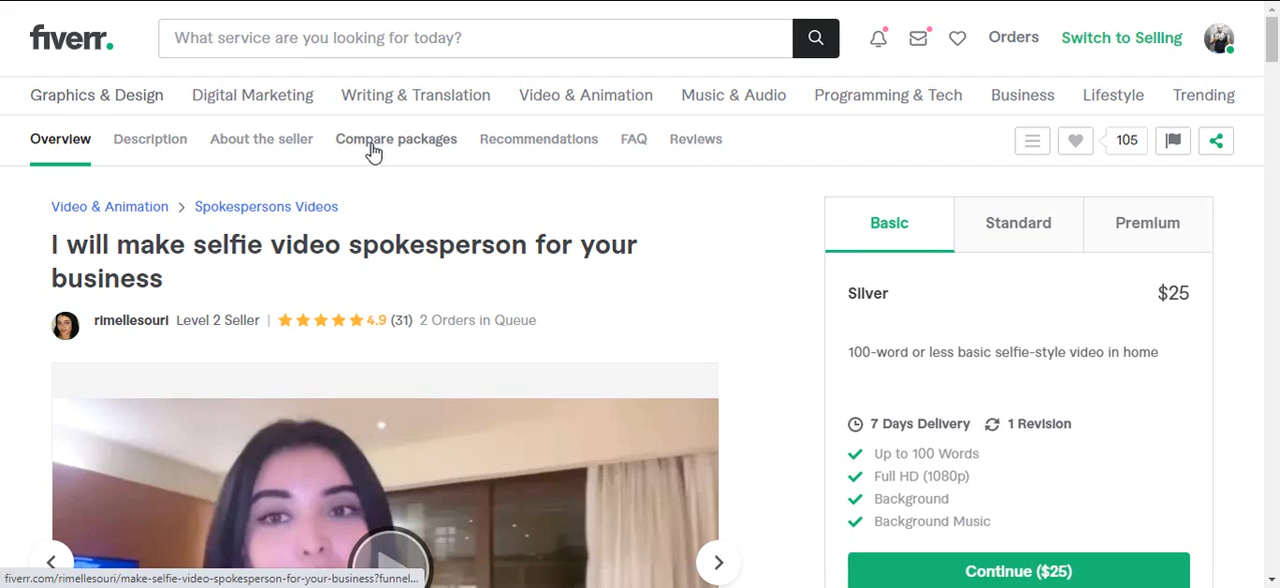 fiverr.
What service are you looking for today?
Orders
Switch to Selling
Graphics & Design
Digital Marketing
Writing & Translation
Video & Animation
Music & Audio
Programming & Tech
Business
Lifestyle
Trending
Overview
Description
About the seller
Compare packages
Recommendations
FAQ
Reviews
105
Video & Animation > Spokespersons Videos
I will make selfie video spokesperson for your
business
rimellesouri Level 2 Seller | 4.9 (31) 2 Orders in Queue
Basic
Standard
Premium
Silver
$25
100-word or less basic selfie-style video in home
7 Days Delivery
1 Revision
Up to 100 Words
Full HD (1080p)
Background
Background Music
Continue ($25)
fiverr.com/rimellesouri/make-selfie-video-spokesperson-for-your-business?funnel...